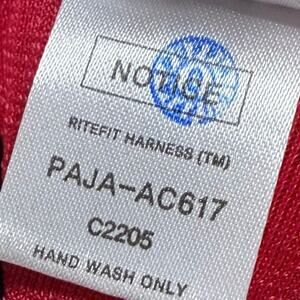 NOTICE
RITEFIT HARNESS (TM)
PAJA-AC617
C2205
HAND WASH ONLY